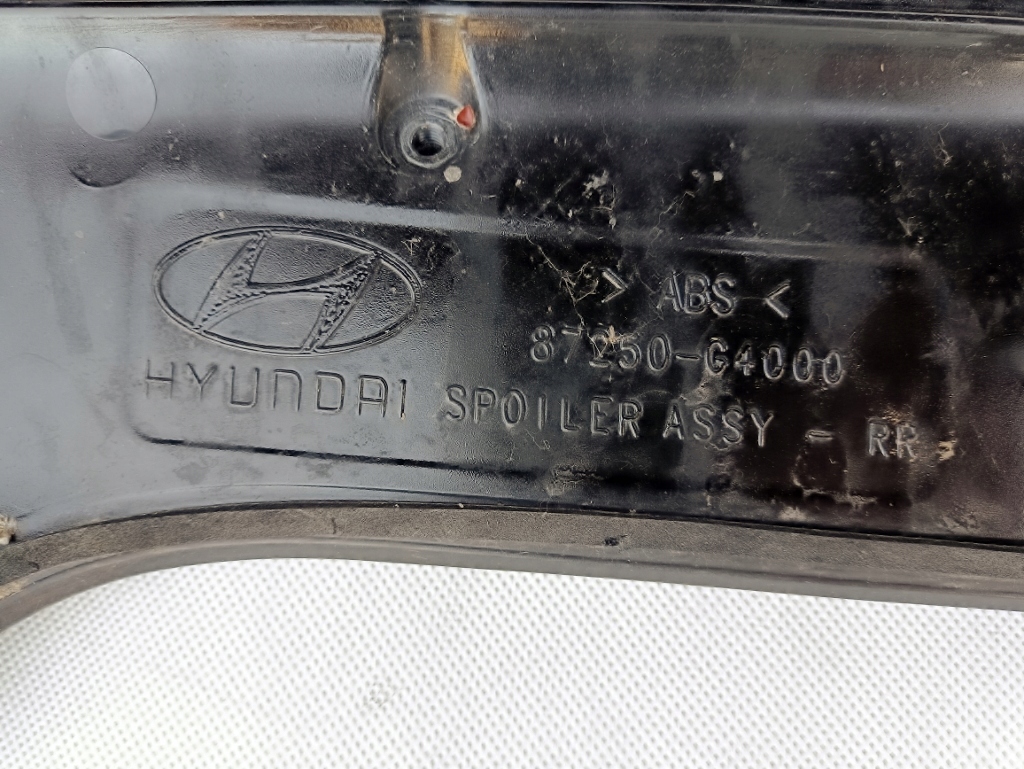 > ABS <
87250-G4000
HYUNDAI SPOILER ASSY - RR